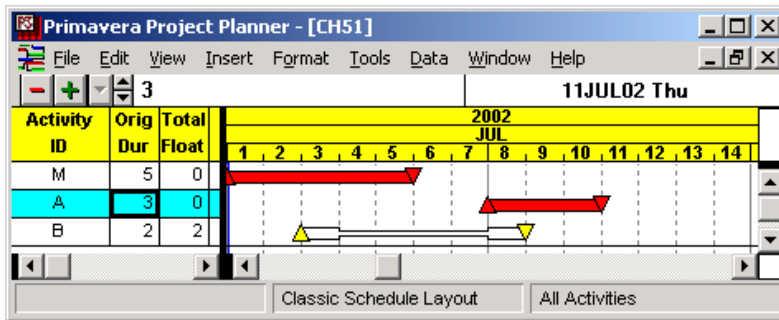 Primavera Project Planner - [CH51]
File Edit View Insert Format Tools Data Window Help
3 11JUL02 Thu
Activity ID Orig Dur Total Float
2002
JUL
1 2 3 4 5 6 7 8 9 10 11 12 13 14
M 5 0
A 3 0
B 2 2
Classic Schedule Layout All Activities